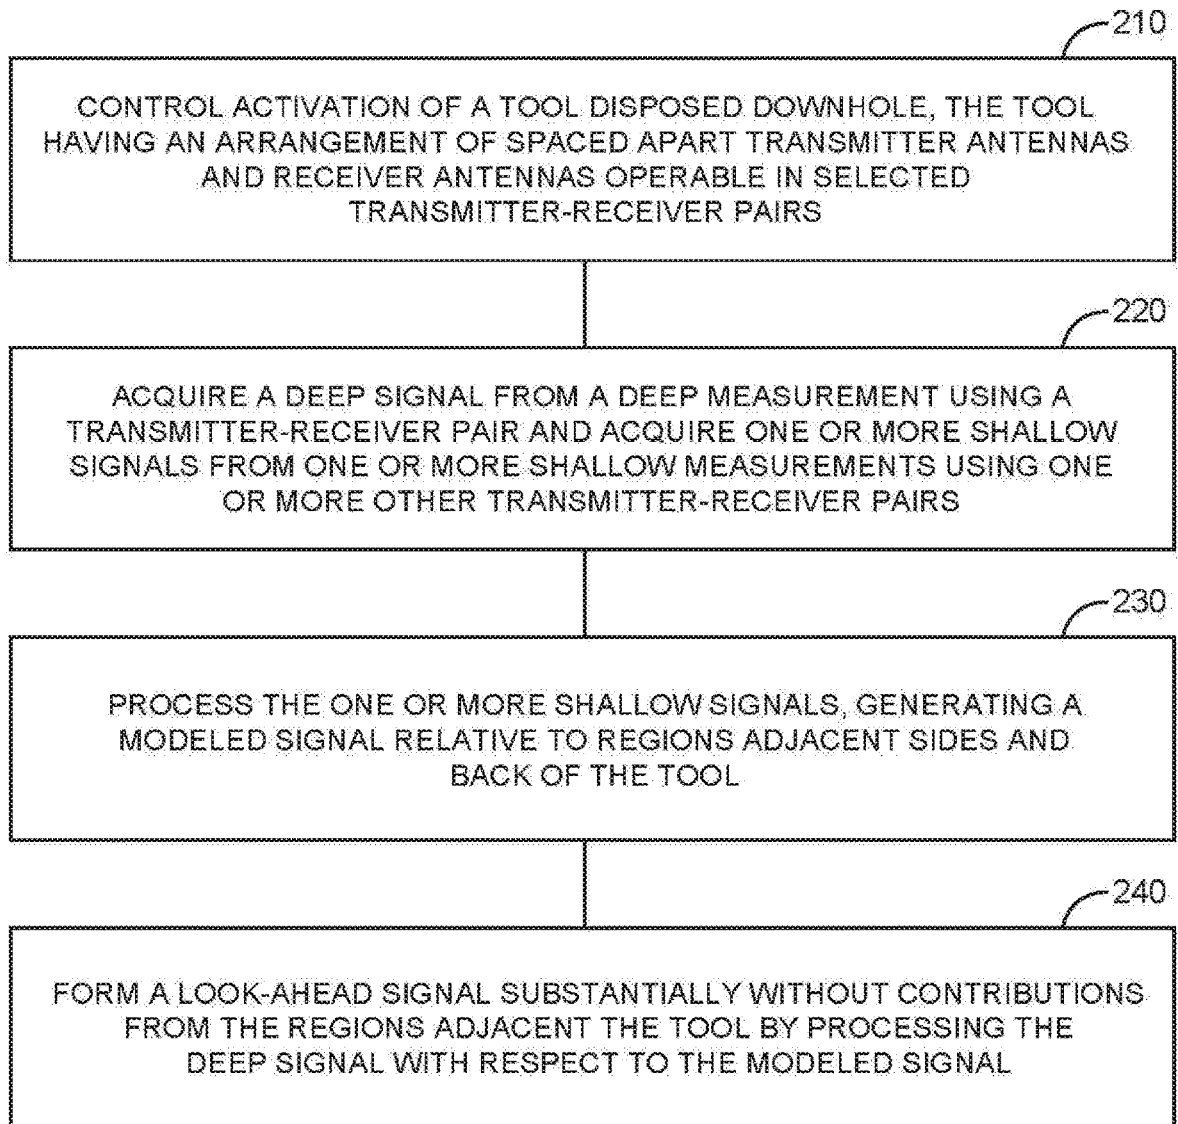 210
CONTROL ACTIVATION OF A TOOL DISPOSED DOWNHOLE, THE TOOL
HAVING AN ARRANGEMENT OF SPACED APART TRANSMITTER ANTENNAS
AND RECEIVER ANTENNAS OPERABLE IN SELECTED
TRANSMITTER-RECEIVER PAIRS
220
ACQUIRE A DEEP SIGNAL FROM A DEEP MEASUREMENT USING A
TRANSMITTER-RECEIVER PAIR AND ACQUIRE ONE OR MORE SHALLOW
SIGNALS FROM ONE OR MORE SHALLOW MEASUREMENTS USING ONE
OR MORE OTHER TRANSMITTER-RECEIVER PAIRS
230
PROCESS THE ONE OR MORE SHALLOW SIGNALS, GENERATING A
MODELED SIGNAL RELATIVE TO REGIONS ADJACENT SIDES AND
BACK OF THE TOOL
240
FORM A LOOK-AHEAD SIGNAL SUBSTANTIALLY WITHOUT CONTRIBUTIONS
FROM THE REGIONS ADJACENT THE TOOL BY PROCESSING THE
DEEP SIGNAL WITH RESPECT TO THE MODELED SIGNAL